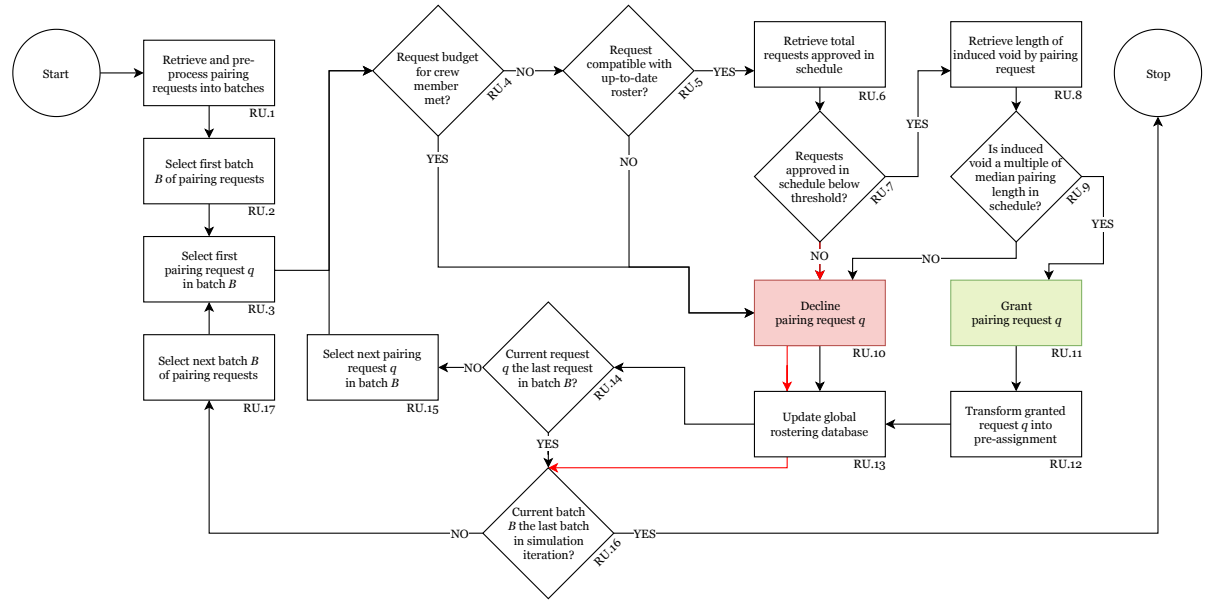 Start
Retrieve and pre-
process pairing
requests into batches
RU.1
Select first batch
B of pairing requests
RU.2
Select first
pairing request q
in batch B
RU.3
Request budget
for crew
member
met?
RU.4
YES
NO
Request
compatible with
up-to-date
roster?
RU.5
NO
YES
Retrieve total
requests approved in
schedule
RU.6
Requests
approved in
schedule below
threshold?
RU.7
NO
YES
Retrieve length of
induced void by pairing
request
RU.8
Is induced
void a multiple of
median pairing
length in
schedule?
RU.9
NO
YES
Stop
Decline
pairing request q
RU.10
Grant
pairing request q
RU.11
Transform granted
request q into
pre-assignment
RU.12
Update global
rostering database
RU.13
Current request
q the last request
in batch B?
RU.14
NO
YES
Select next pairing
request q
in batch B
RU.15
Current batch
B the last batch
in simulation
iteration?
RU.16
NO
YES
Select next batch B
of pairing requests
RU.17